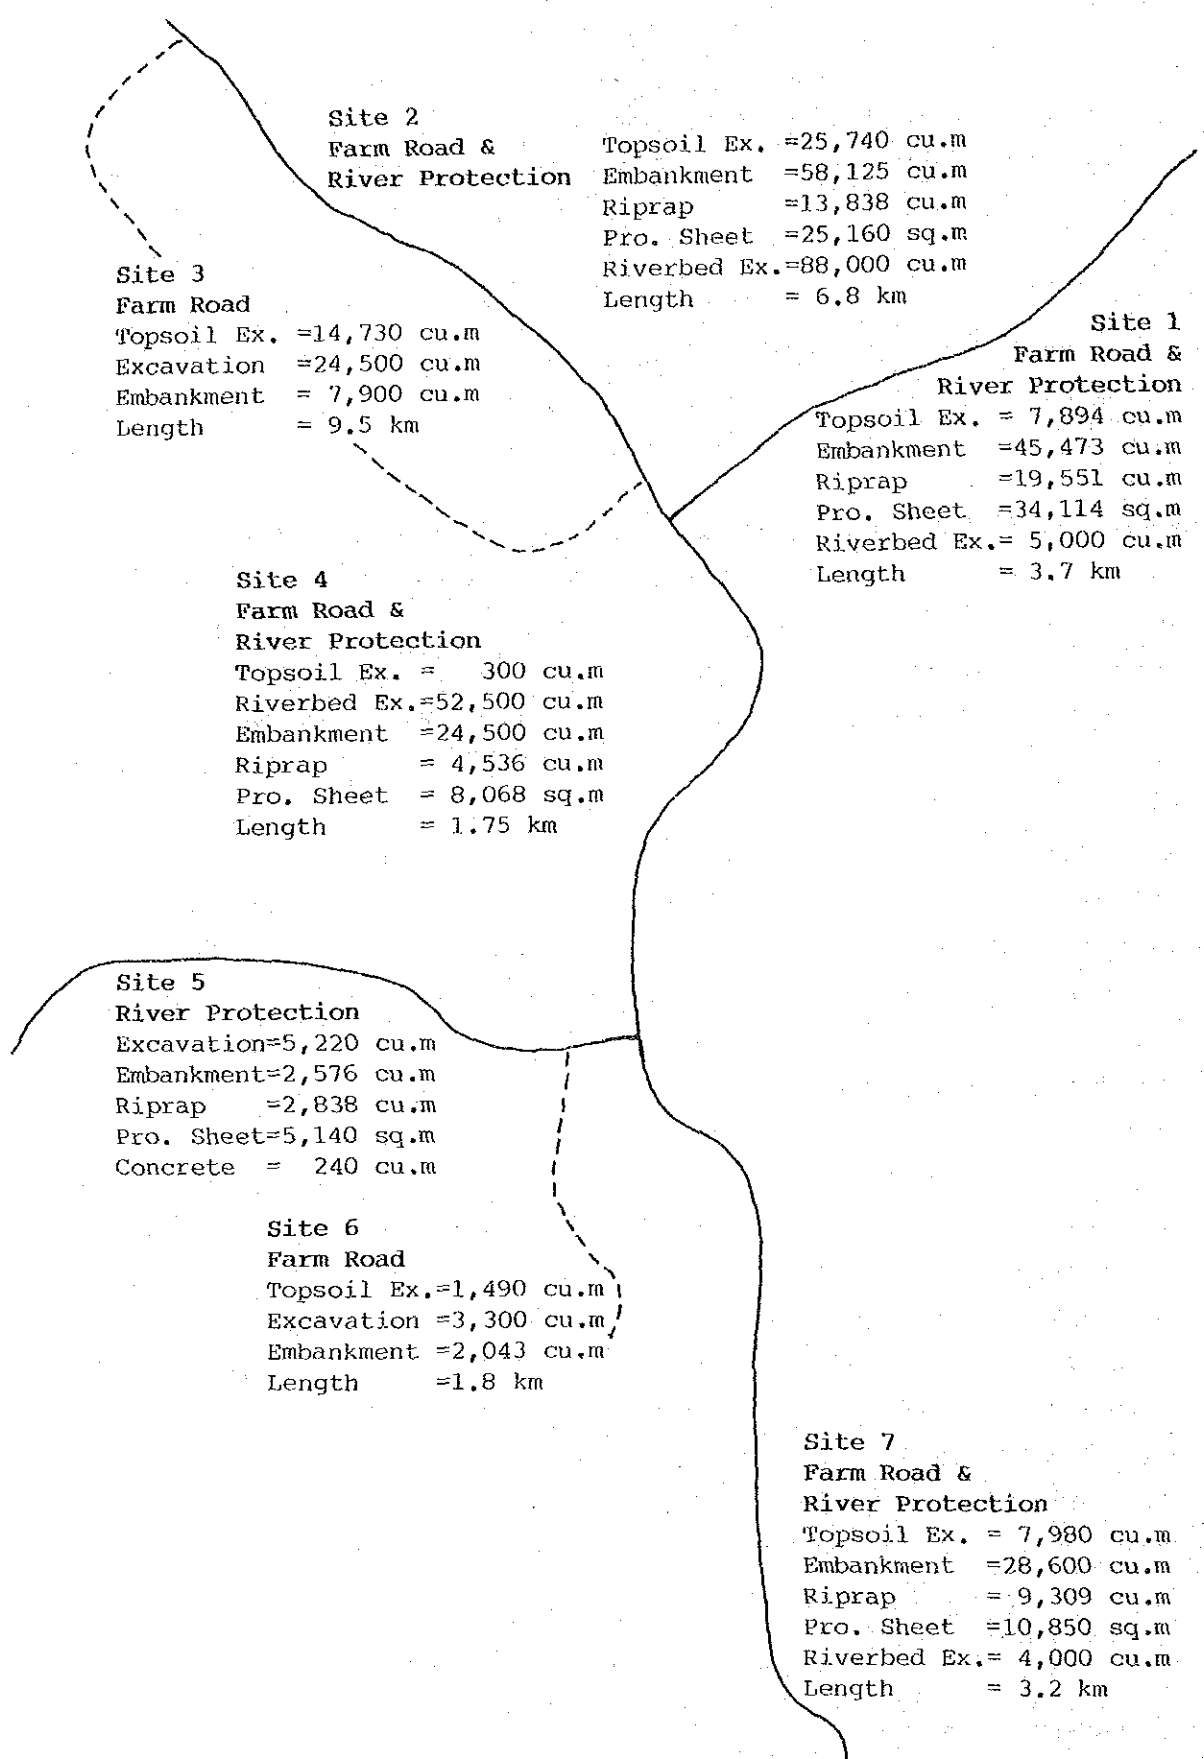 Site 2
Farm Road &
River Protection
Topsoil Ex. =25,740 cu.m
Embankment =58,125 cu.m
Riprap =13,838 cu.m
Pro. Sheet =25,160 sq.m
Riverbed Ex.=88,000 cu.m
Length = 6.8 km
Site 3
Farm Road
Topsoil Ex. =14,730 cu.m
Excavation =24,500 cu.m
Embankment = 7,900 cu.m
Length = 9.5 km
Site 1
Farm Road &
River Protection
Topsoil Ex. = 7,894 cu.m
Embankment =45,473 cu.m
Riprap =19,551 cu.m
Pro. Sheet =34,114 sq.m
Riverbed Ex.= 5,000 cu.m
Length = 3.7 km
Site 4
Farm Road &
River Protection
Topsoil Ex. = 300 cu.m
Riverbed Ex.=52,500 cu.m
Embankment =24,500 cu.m
Riprap = 4,536 cu.m
Pro. Sheet = 8,068 sq.m
Length = 1.75 km
Site 5
River Protection
Excavation=5,220 cu.m
Embankment=2,576 cu.m
Riprap =2,838 cu.m
Pro. Sheet=5,140 sq.m
Concrete = 240 cu.m
Site 6
Farm Road
Topsoil Ex.=1,490 cu.m
Excavation =3,300 cu.m
Embankment =2,043 cu.m
Length =1.8 km
Site 7
Farm Road &
River Protection
Topsoil Ex. = 7,980 cu.m
Embankment =28,600 cu.m
Riprap = 9,309 cu.m
Pro. Sheet =10,850 sq.m
Riverbed Ex.= 4,000 cu.m
Length = 3.2 km